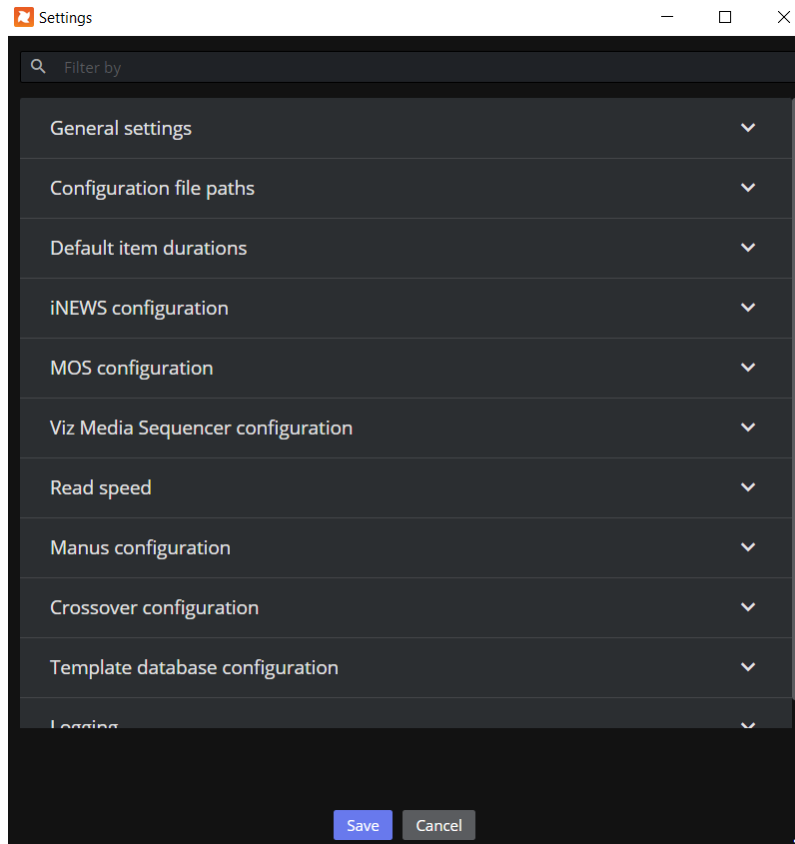 Settings
Filter by
General settings
Configuration file paths
Default item durations
iNEWS configuration
MOS configuration
Viz Media Sequencer configuration
Read speed
Manus configuration
Crossover configuration
Template database configuration
Logging
Save Cancel